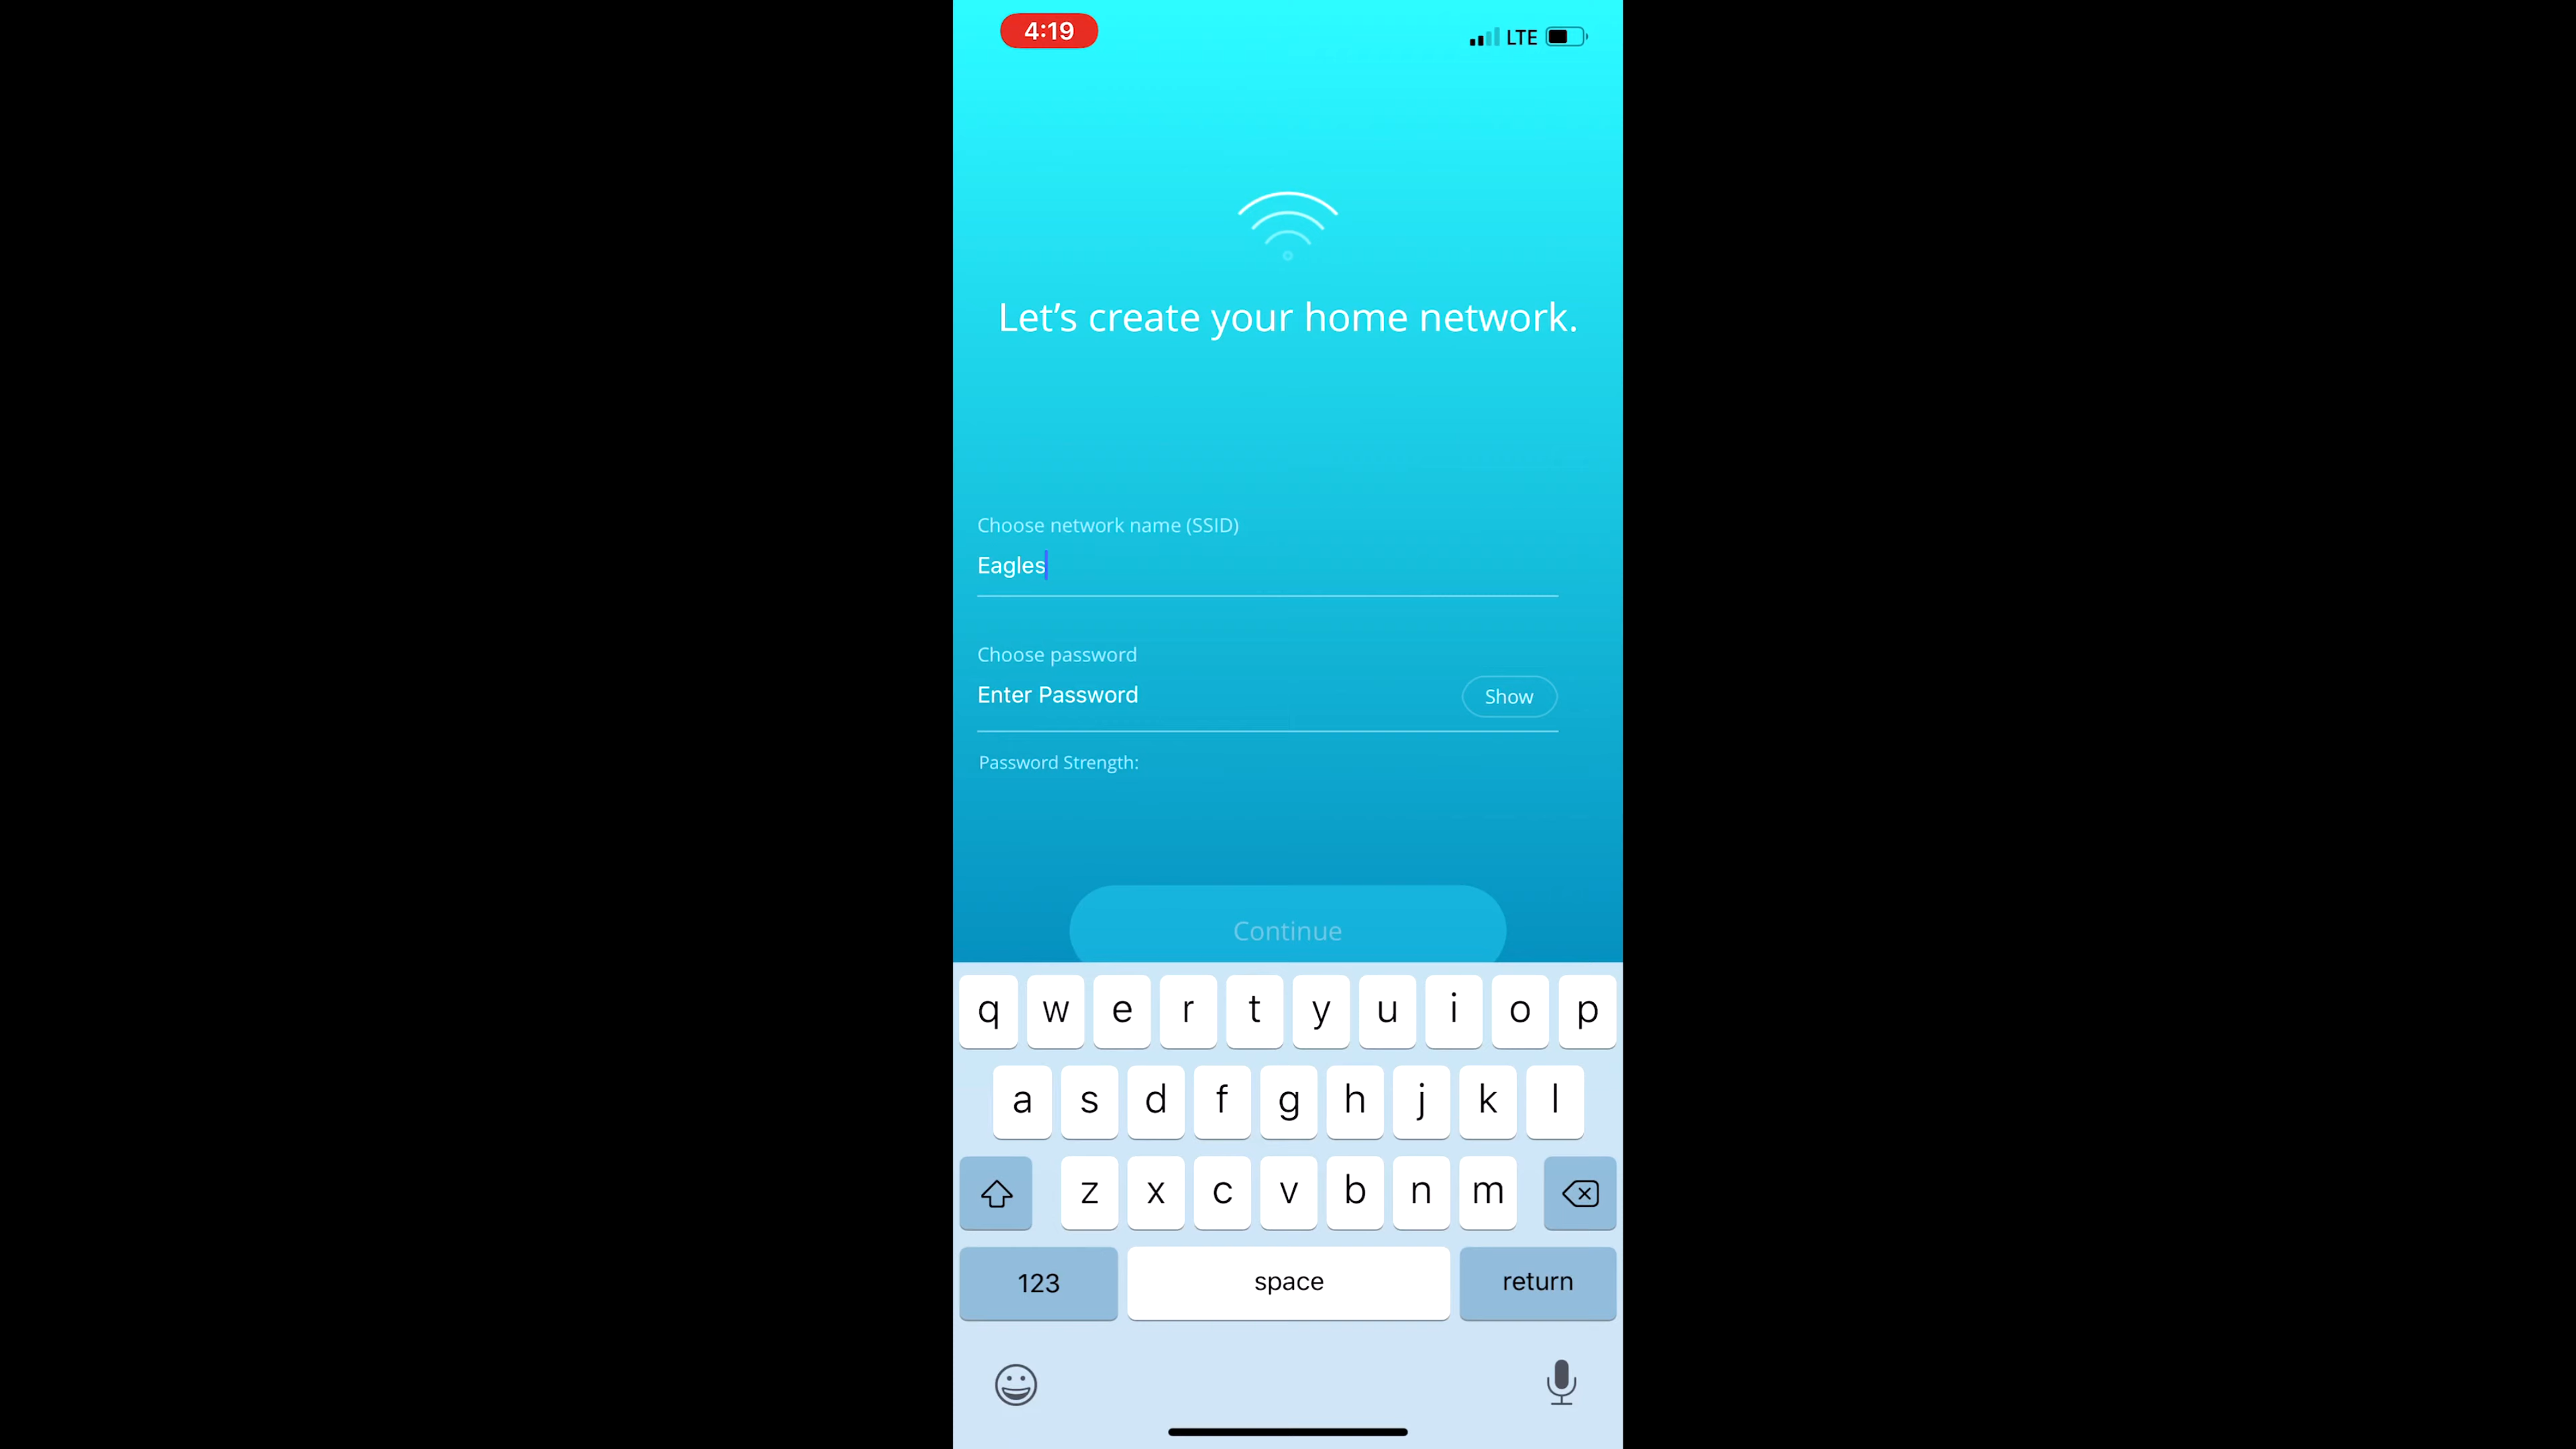 4:19
LTE
Let’s create your home network.
Choose network name (SSID)
Eagles
Choose password
Enter Password
Show
Password Strength:
Continue
q w e r t y u i o p
a s d f g h j k l
z x c v b n m
123 space return